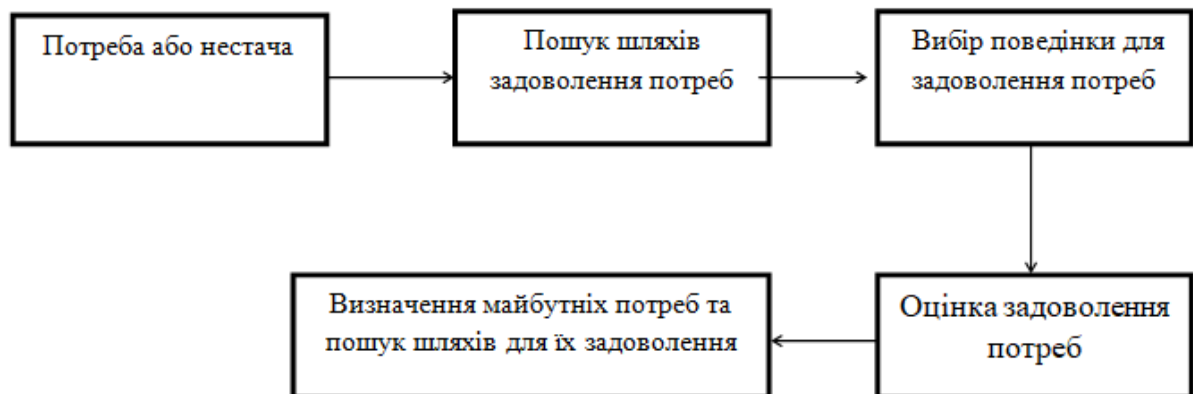 Потреба або нестача
Пошук шляхів
задоволення потреб
Вибір поведінки для
задоволення потреб
Оцінка задоволення
потреб
Визначення майбутніх потреб та
пошук шляхів для їх задоволення